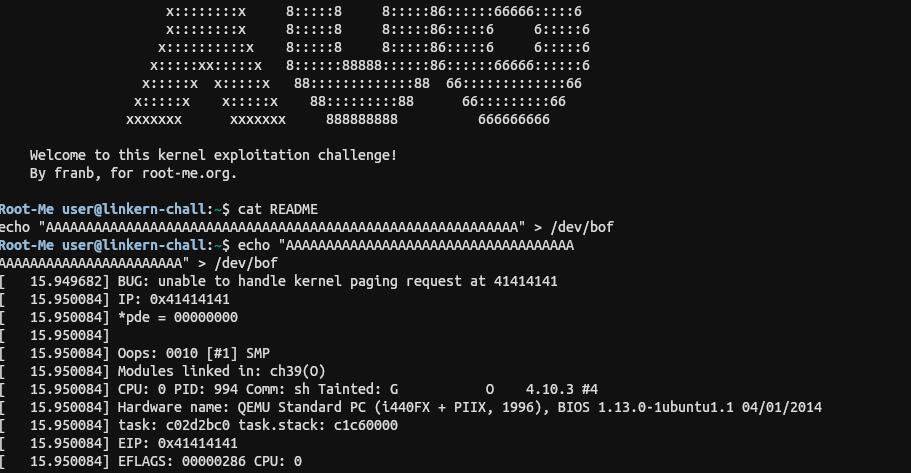 x::::::::x     8:::::8     8:::::86::::::66666:::::6
x::::::::x     8:::::8     8:::::86:::::6     6:::::6
x::::::::::x    8:::::8     8:::::86:::::6     6:::::6
x:::::xx:::::x   8::::::88888::::::86::::::66666::::::6
x:::::x  x:::::x   88:::::::::::::88  66:::::::::::::66
x:::::x    x:::::x    88:::::::::88      66:::::::::66
xxxxxxx      xxxxxxx     888888888          666666666
Welcome to this kernel exploitation challenge!
By franb, for root-me.org.
Root-Me user@linkern-chall:~$ cat README
echo "AAAAAAAAAAAAAAAAAAAAAAAAAAAAAAAAAAAAAAAAAAAAAAAAAAAAAAAAAAA" > /dev/bof
Root-Me user@linkern-chall:~$ echo "AAAAAAAAAAAAAAAAAAAAAAAAAAAAAAAAAAAA
AAAAAAAAAAAAAAAAAAAAAAA" > /dev/bof
[   15.949682] BUG: unable to handle kernel paging request at 41414141
[   15.950084] IP: 0x41414141
[   15.950084] *pde = 00000000
[   15.950084]
[   15.950084] Oops: 0010 [#1] SMP
[   15.950084] Modules linked in: ch39(O)
[   15.950084] CPU: 0 PID: 994 Comm: sh Tainted: G           O    4.10.3 #4
[   15.950084] Hardware name: QEMU Standard PC (i440FX + PIIX, 1996), BIOS 1.13.0-1ubuntu1.1 04/01/2014
[   15.950084] task: c02d2bc0 task.stack: c1c60000
[   15.950084] EIP: 0x41414141
[   15.950084] EFLAGS: 00000286 CPU: 0